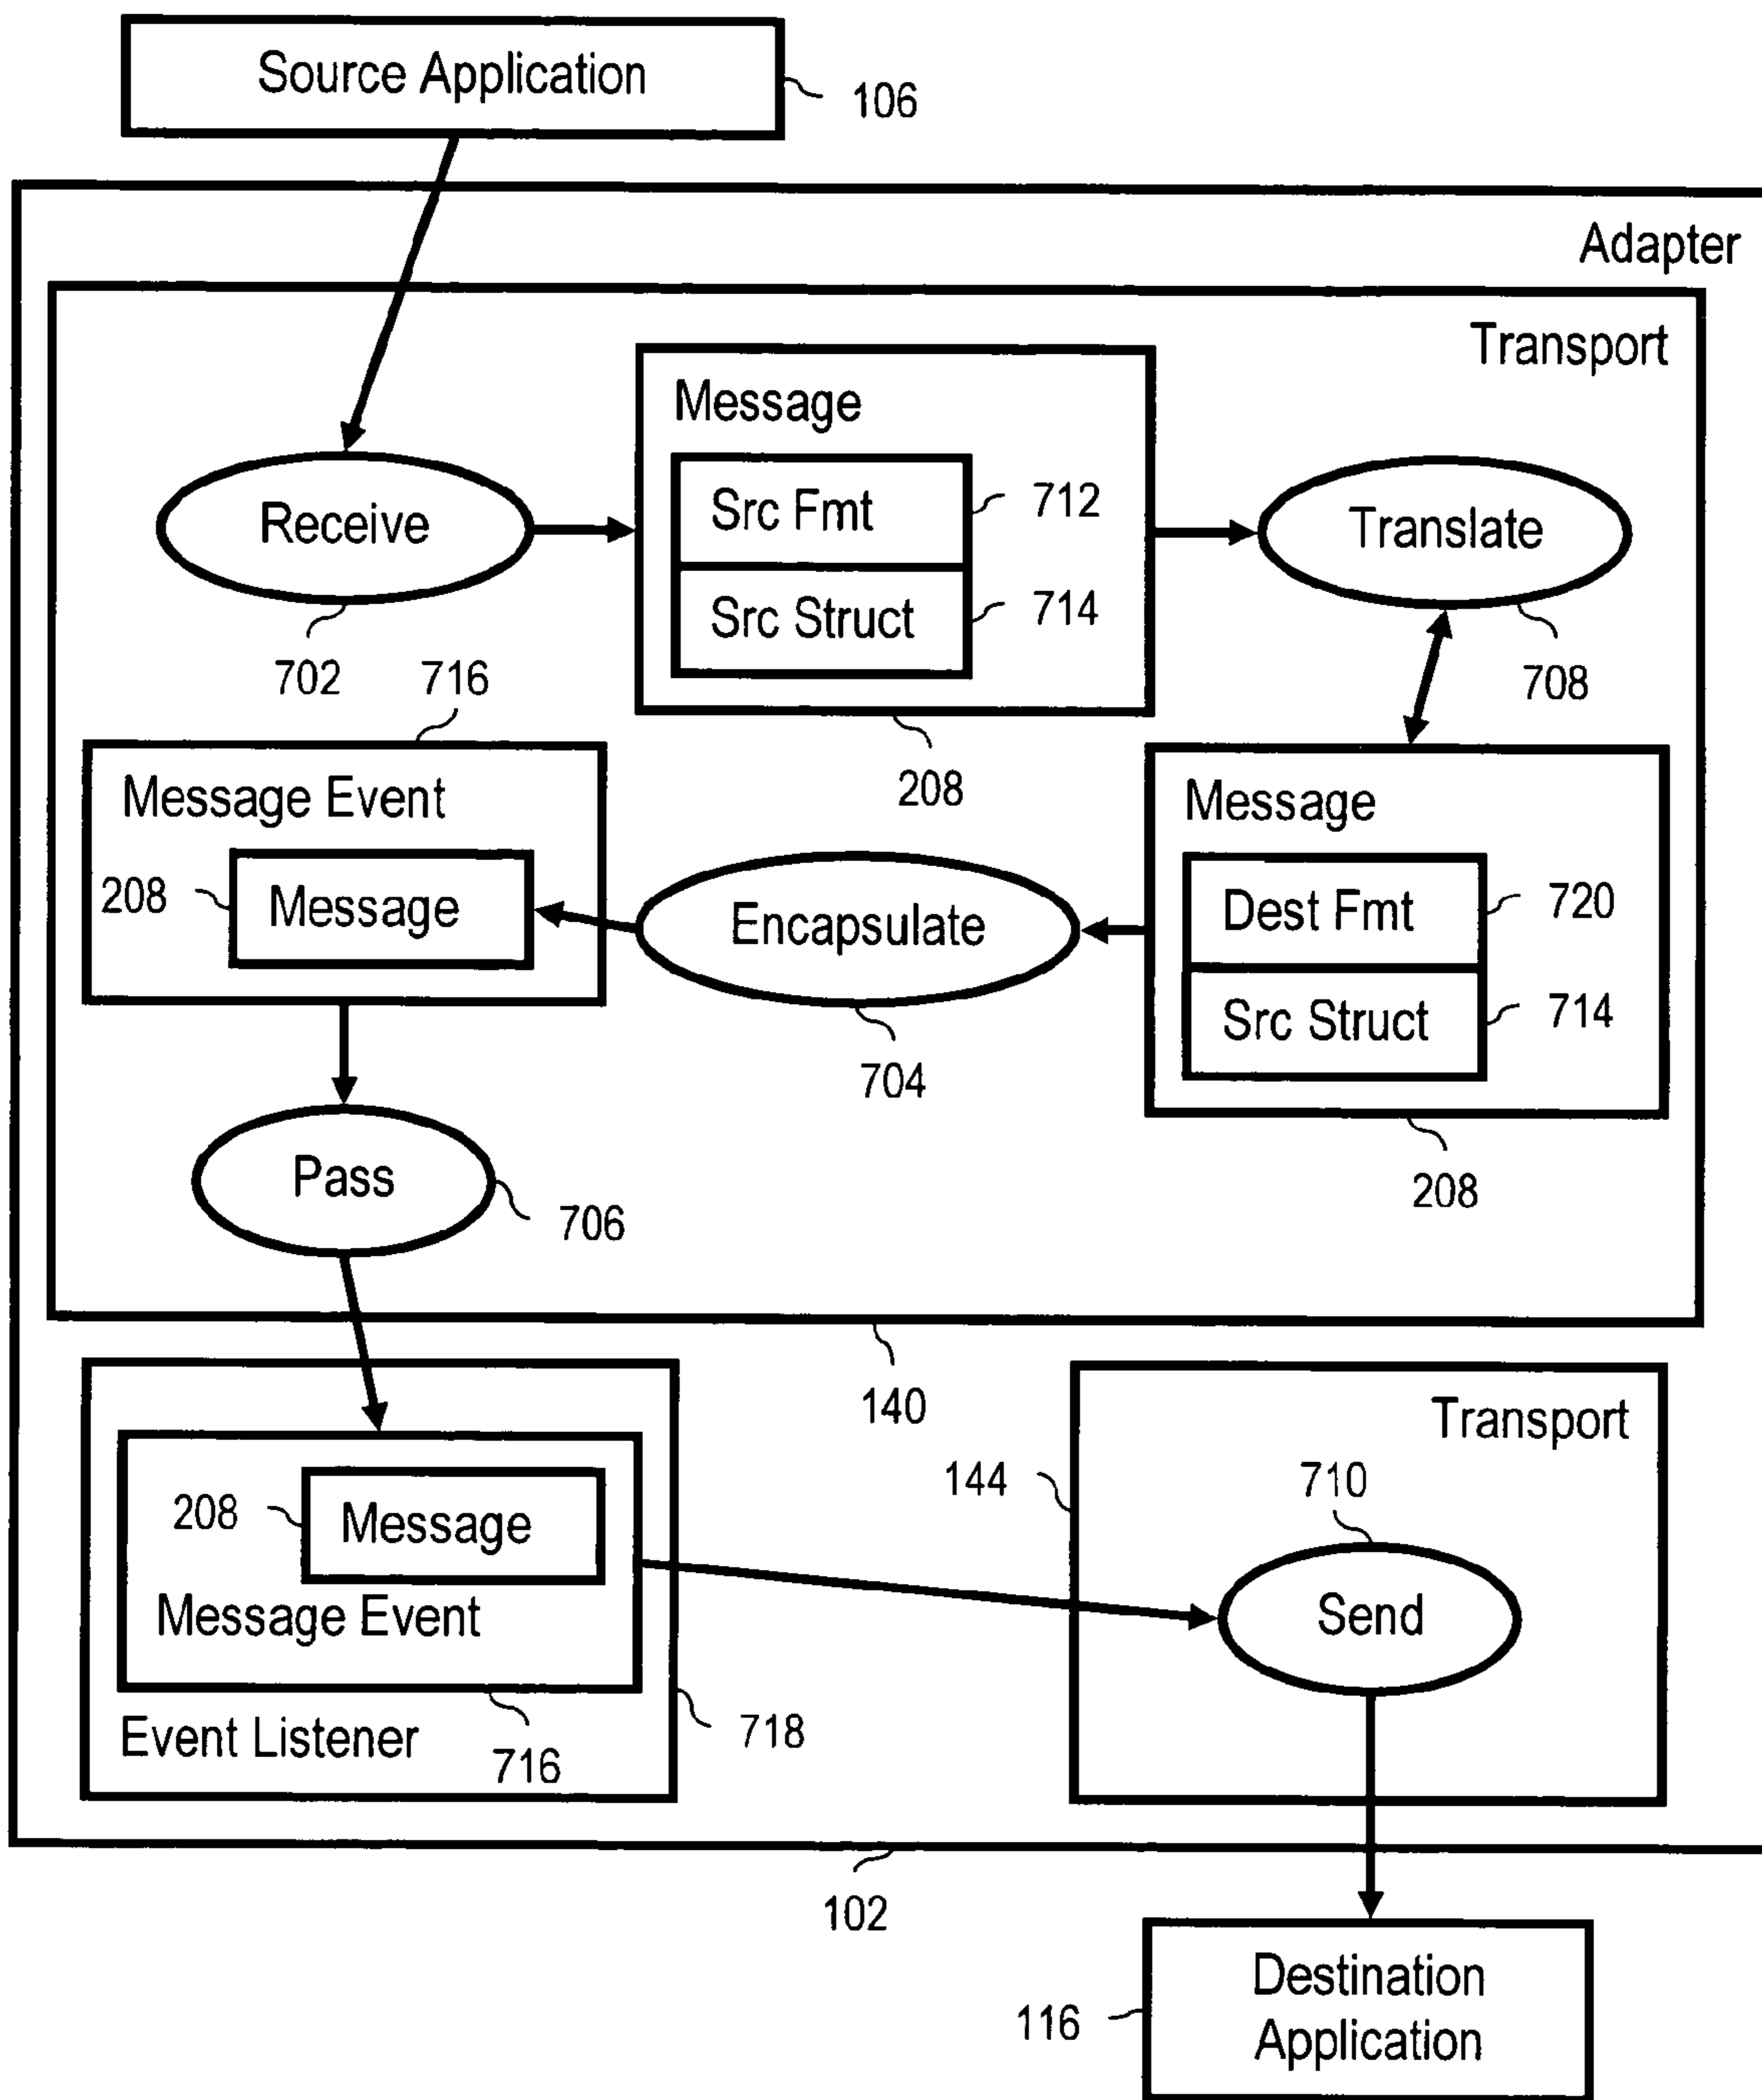 Source Application
106
Adapter
Transport
Message
Src Fmt
712
Src Struct
714
Receive
702
Translate
708
208
716
Message Event
208
Message
Encapsulate
704
Message
Dest Fmt
720
Src Struct
714
208
Pass
706
140
208
Message
Message Event
716
Event Listener
718
Transport
144
710
Send
102
116
Destination
Application